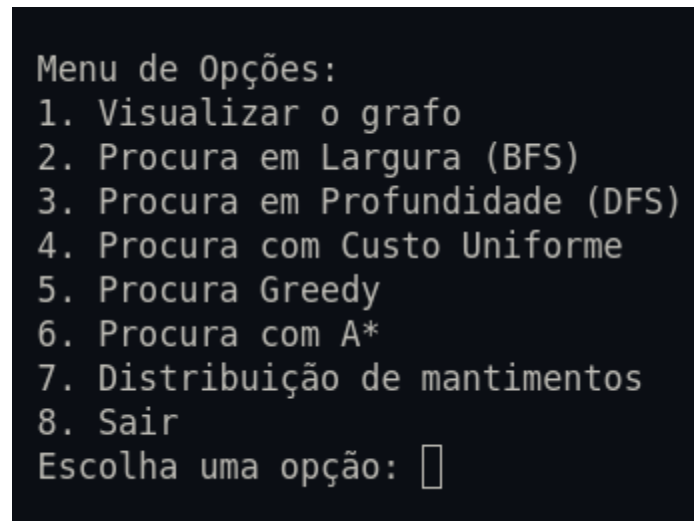 Menu de Opções:
1. Visualizar o grafo
2. Procura em Largura (BFS)
3. Procura em Profundidade (DFS)
4. Procura com Custo Uniforme
5. Procura Greedy
6. Procura com A*
7. Distribuição de mantimentos
8. Sair
Escolha uma opção: